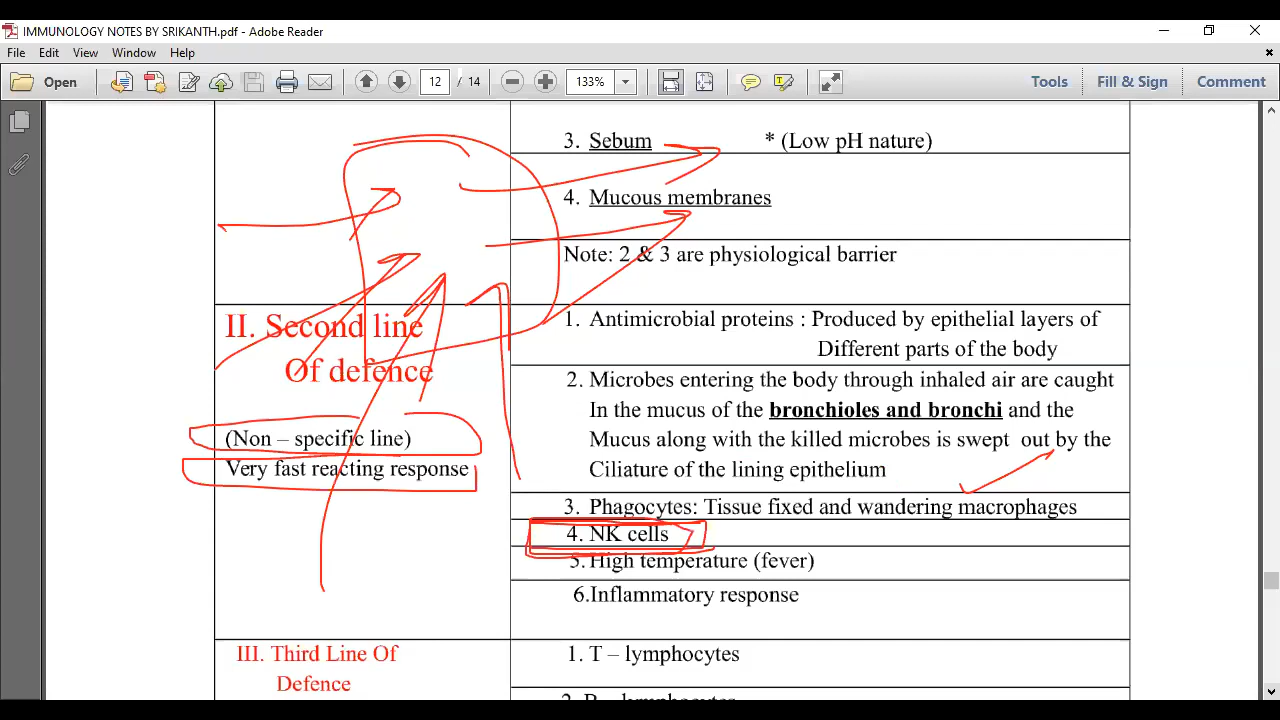 IMMUNOLOGY NOTES BY SRIKANTH.pdf - Adobe Reader
File Edit View Window Help
Open 12 / 14 133% Tools Fill & Sign Comment
3. Sebum * (Low pH nature)
4. Mucous membranes
Note: 2 & 3 are physiological barrier
II. Second line
Of defence
(Non – specific line)
Very fast reacting response
1. Antimicrobial proteins : Produced by epithelial layers of
Different parts of the body
2. Microbes entering the body through inhaled air are caught
In the mucus of the bronchioles and bronchi and the
Mucus along with the killed microbes is swept out by the
Ciliature of the lining epithelium
3. Phagocytes: Tissue fixed and wandering macrophages
4. NK cells
5. High temperature (fever)
6.Inflammatory response
III. Third Line Of
Defence
1. T – lymphocytes
2. B – lymphocytes